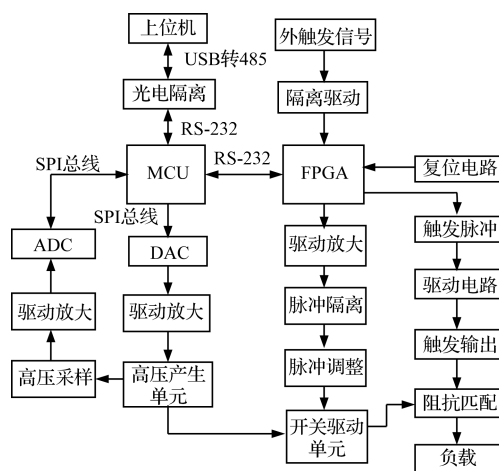 上位机
外触发信号
USB转485
光电隔离
隔离驱动
RS-232
SPI总线
MCU
RS-232
FPGA
复位电路
SPI总线
触发脉冲
ADC
DAC
驱动放大
驱动电路
驱动放大
驱动放大
脉冲隔离
触发输出
高压采样
高压产生
单元
脉冲调整
阻抗匹配
开关驱动
单元
负载